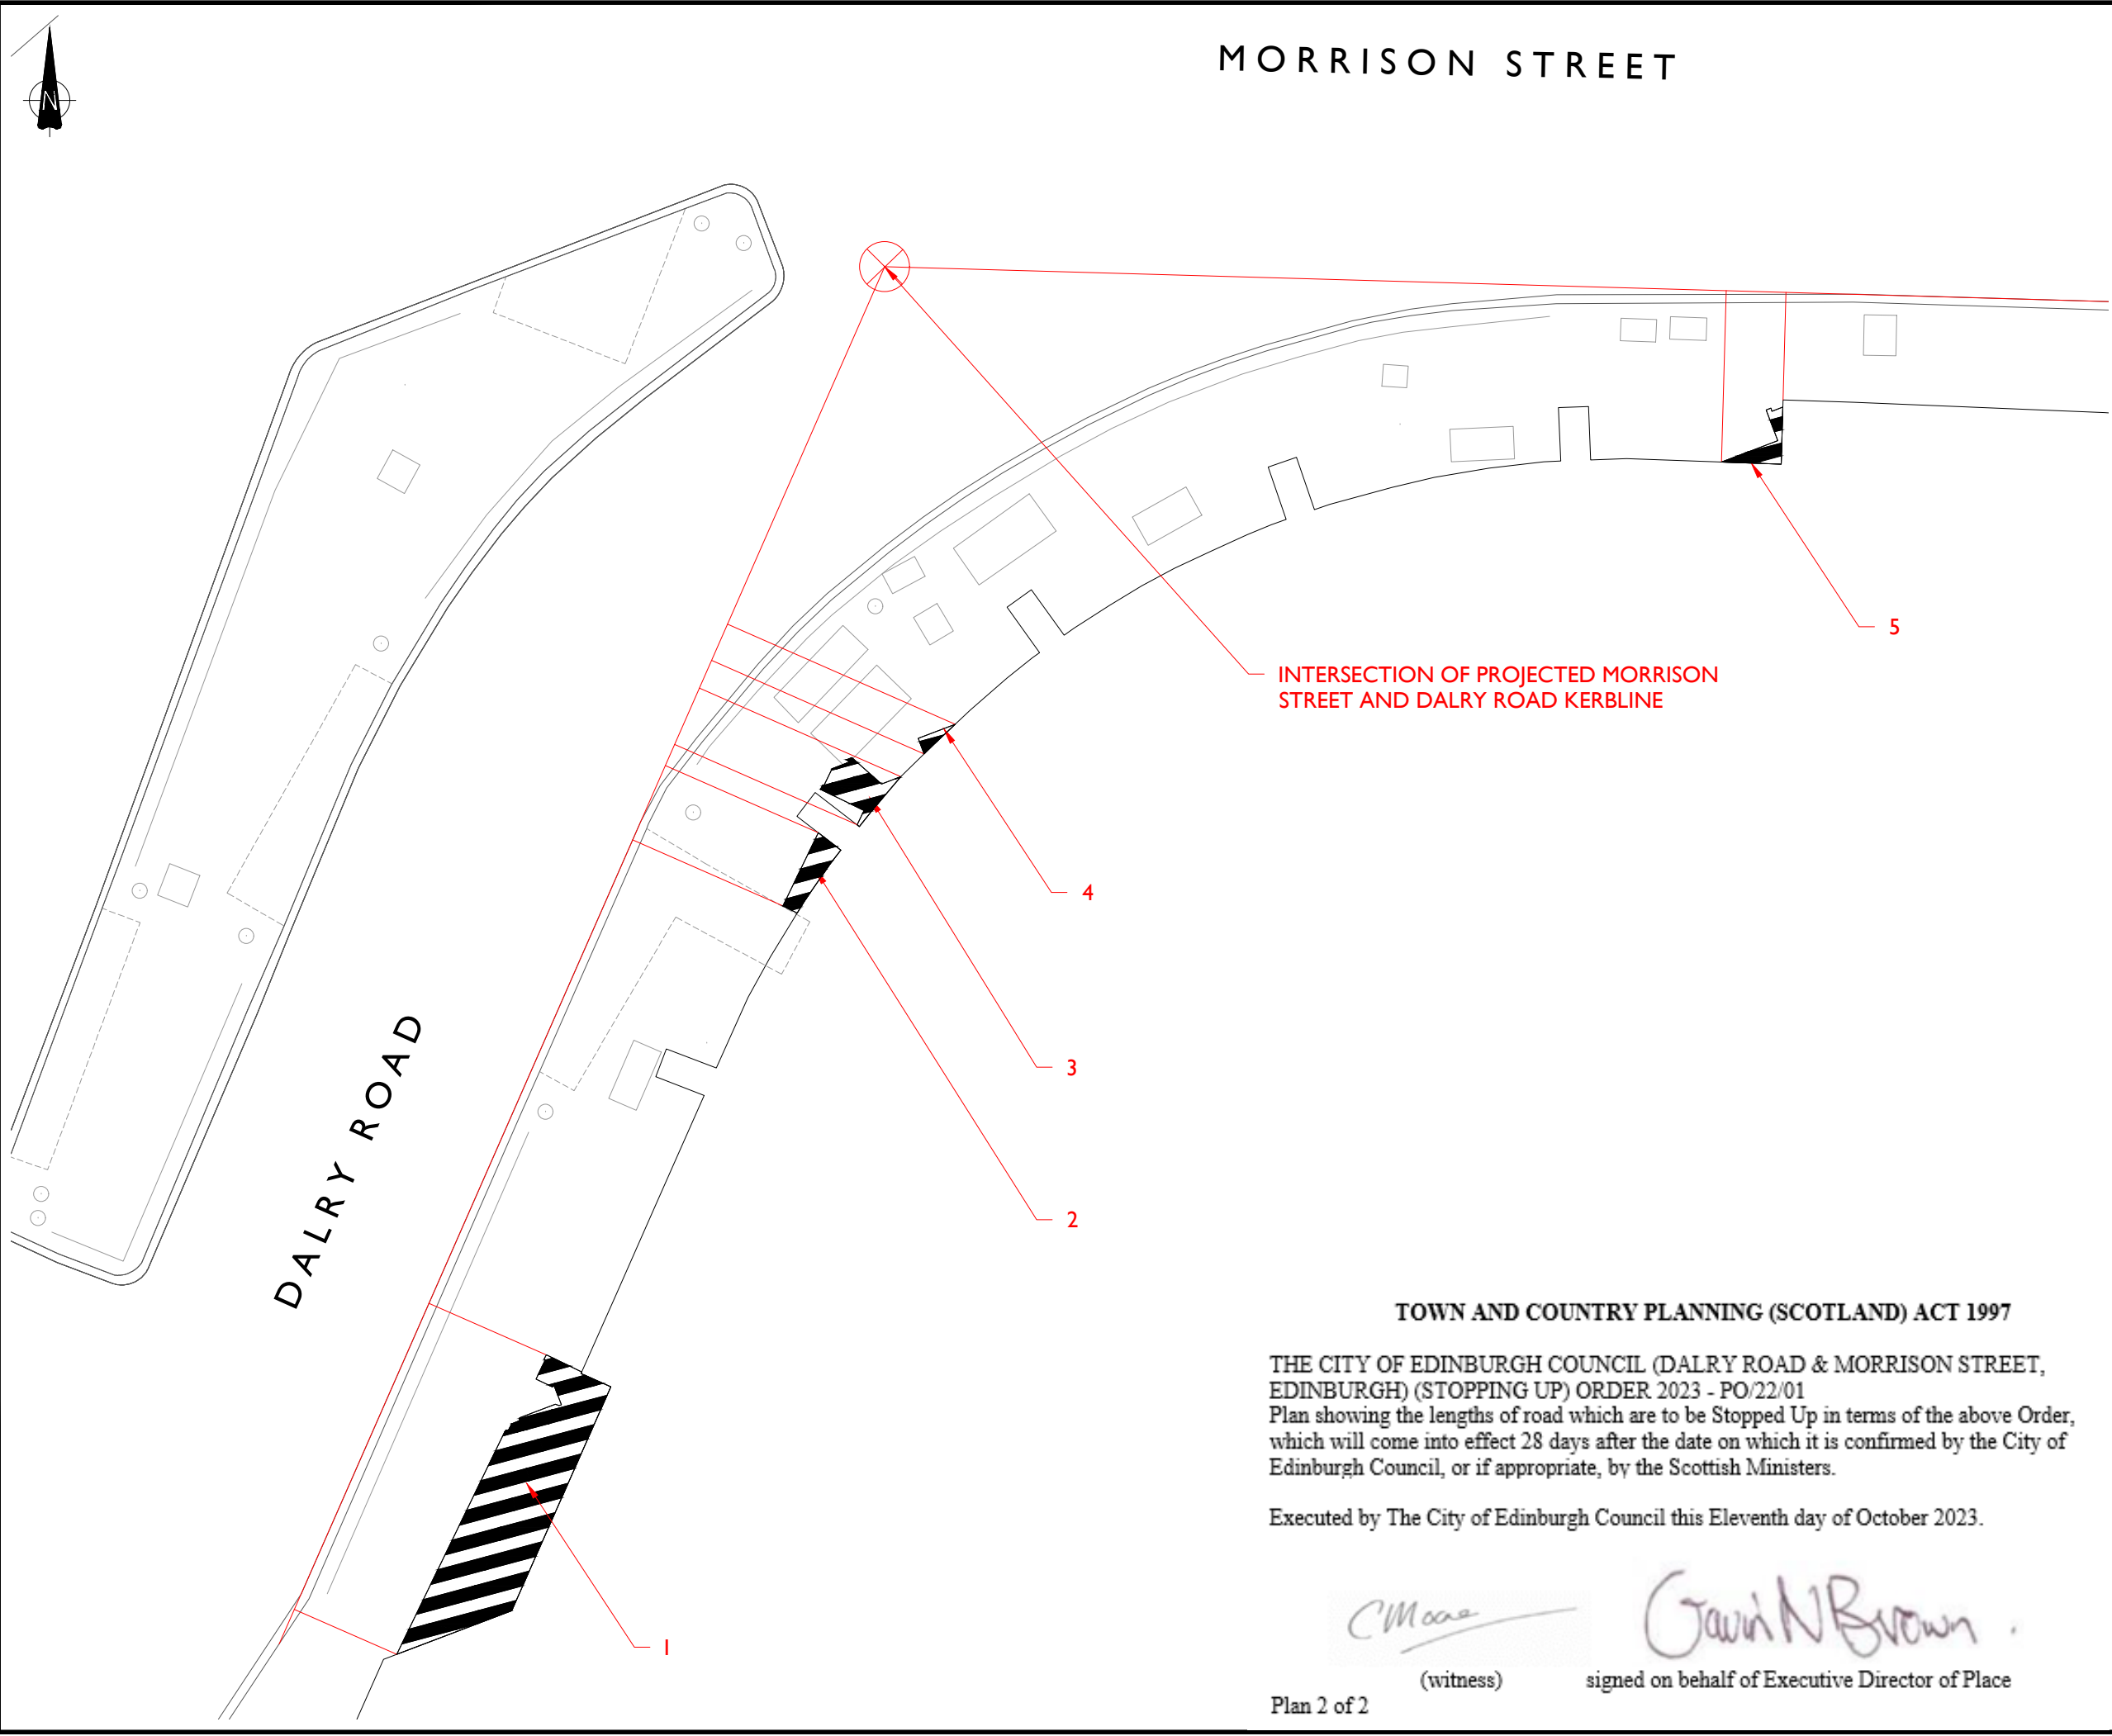 N
MORRISON STREET
5
INTERSECTION OF PROJECTED MORRISON
STREET AND DALRY ROAD KERBLINE
4
3
DALRY ROAD
2
1
TOWN AND COUNTRY PLANNING (SCOTLAND) ACT 1997
THE CITY OF EDINBURGH COUNCIL (DALRY ROAD & MORRISON STREET,
EDINBURGH) (STOPPING UP) ORDER 2023 - PO/22/01
Plan showing the lengths of road which are to be Stopped Up in terms of the above Order,
which will come into effect 28 days after the date on which it is confirmed by the City of
Edinburgh Council, or if appropriate, by the Scottish Ministers.
Executed by The City of Edinburgh Council this Eleventh day of October 2023.
Gavin N Brown.
(witness) signed on behalf of Executive Director of Place
Plan 2 of 2